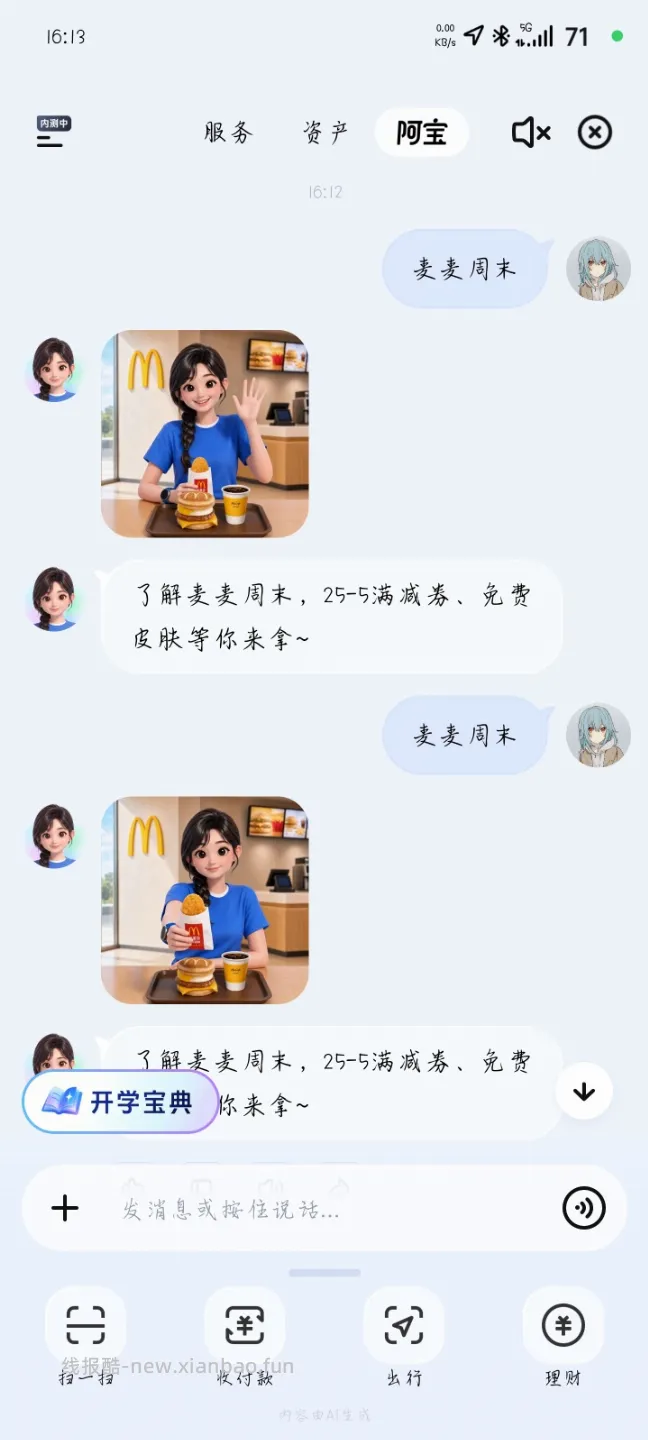 16:13
0.00
KB/s
5G
71
内测中
服务
资产
阿宝
16:12
麦麦周末
了解麦麦周末，25-5满减券、免费
皮肤等你来拿~
麦麦周末
了解麦麦周末，25-5满减券、免费
你来拿~
开学宝典
发消息或按住说话...
扫一扫
收付款
出行
理财
线报酷-new.xianbao.fun
内容由AI生成